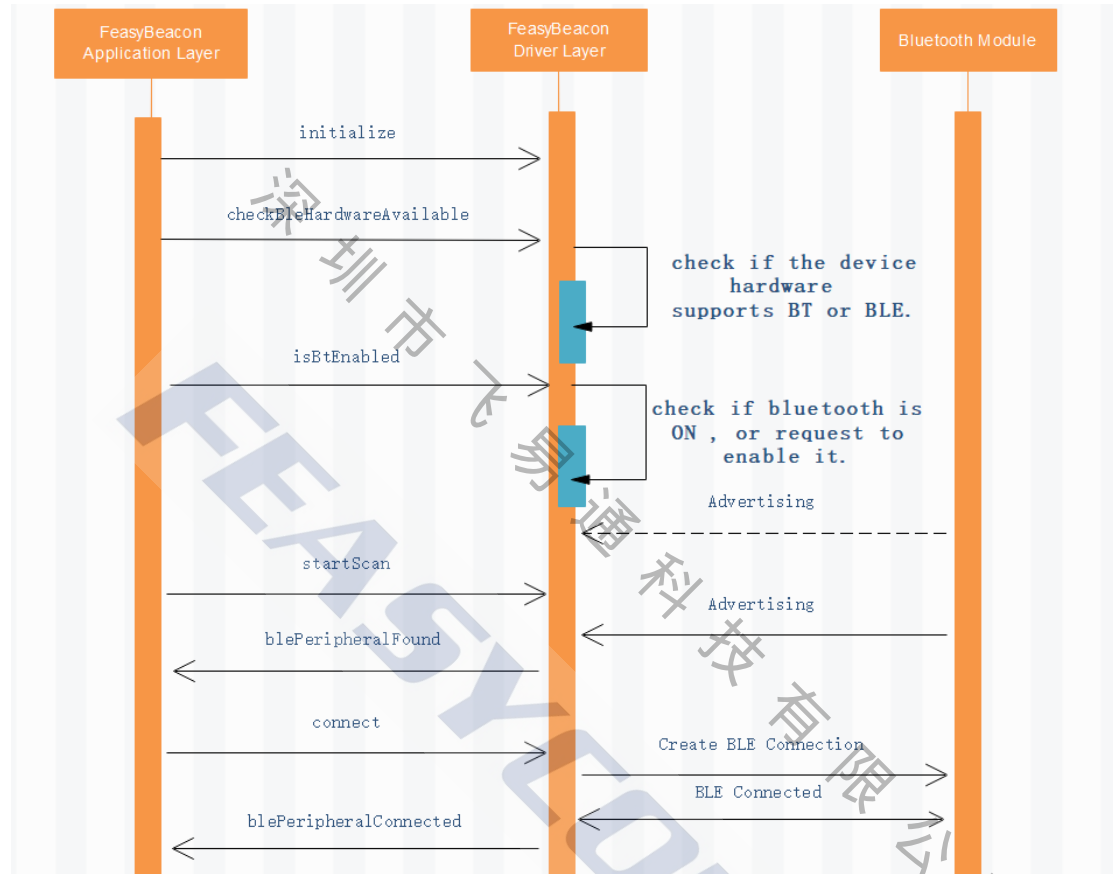 FeasyBeacon
Application Layer
FeasyBeacon
Driver Layer
Bluetooth Module
initialize
checkBleHardwareAvailable
check if the device
hardware
supports BT or BLE.
isBtEnabled
check if bluetooth is
ON , or request to
enable it.
Advertising
startScan
Advertising
blePeripheralFound
connect
Create BLE Connection
BLE Connected
blePeripheralConnected
深圳市飞易通科技有限公
FEASYCO